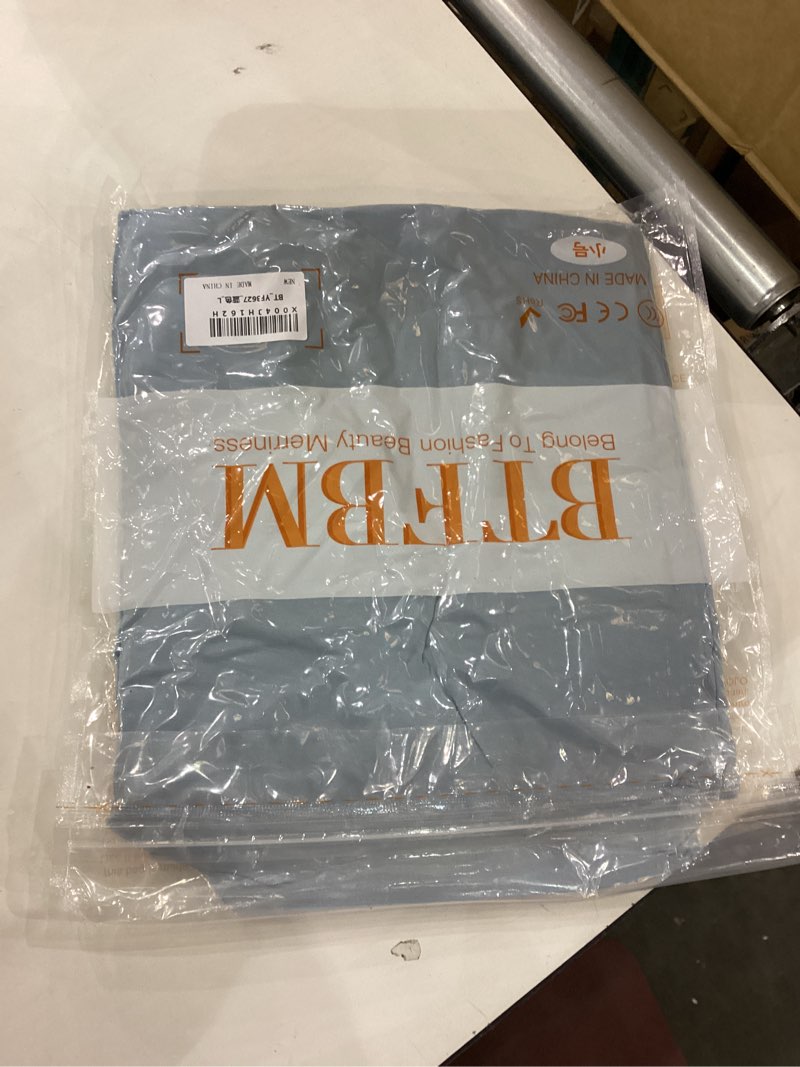 BTFBM
Belong To Fashion Beauty Merriness
CE FC RoHS
MADE IN CHINA
小号
X004JH162H
BT_YF3627_蓝色_L
NEW MADE IN CHINA